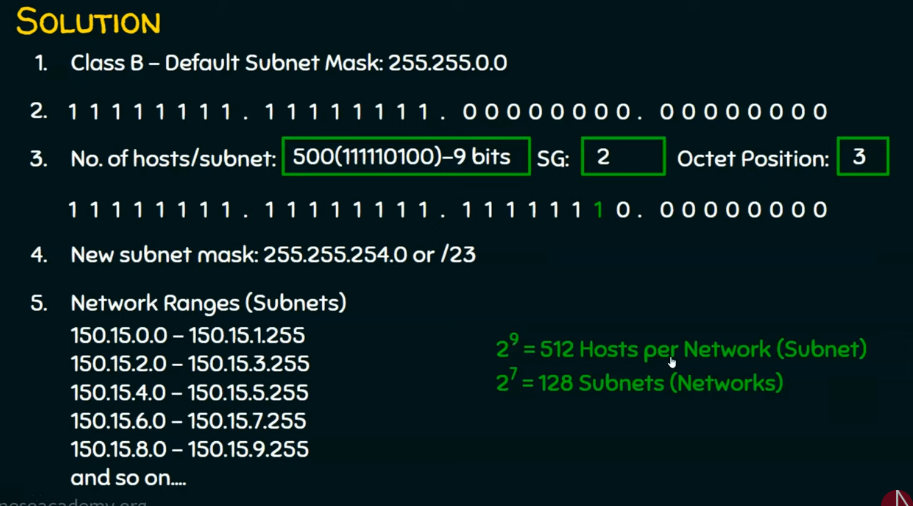 SOLUTION
1. Class B – Default Subnet Mask: 255.255.0.0
2. 1 1 1 1 1 1 1 1 . 1 1 1 1 1 1 1 1 . 0 0 0 0 0 0 0 0 . 0 0 0 0 0 0 0 0
3. No. of hosts/subnet: 500(111110100)–9 bits SG: 2 Octet Position: 3
1 1 1 1 1 1 1 1 . 1 1 1 1 1 1 1 1 . 1 1 1 1 1 1 1 0 . 0 0 0 0 0 0 0 0
4. New subnet mask: 255.255.254.0 or /23
5. Network Ranges (Subnets)
150.15.0.0 – 150.15.1.255
150.15.2.0 – 150.15.3.255
150.15.4.0 – 150.15.5.255
150.15.6.0 – 150.15.7.255
150.15.8.0 – 150.15.9.255
and so on....
2⁹ = 512 Hosts per Network (Subnet)
2⁷ = 128 Subnets (Networks)